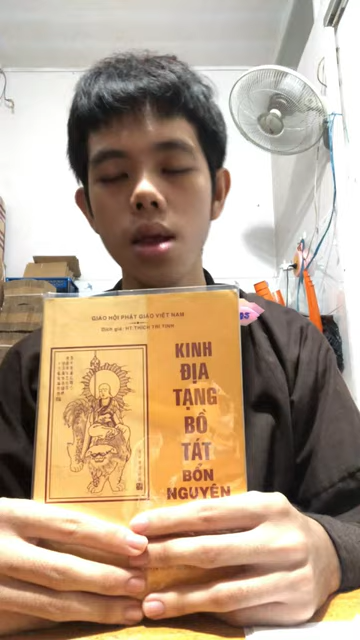 GIÁO HỘI PHẬT GIÁO VIỆT NAM
Dịch giả: HT THÍCH TRÍ TỊNH
KINH
ĐỊA
TẠNG
BỒ
TÁT
BỔN
NGUYỆN